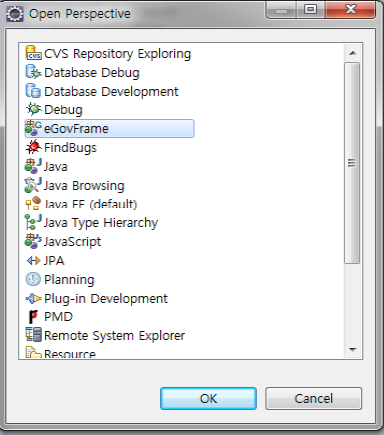 Open Perspective
CVS Repository Exploring
Database Debug
Database Development
Debug
eGovFrame
FindBugs
Java
Java Browsing
Java EE (default)
Java Type Hierarchy
JavaScript
JPA
Planning
Plug-in Development
PMD
Remote System Explorer
Resource
OK
Cancel